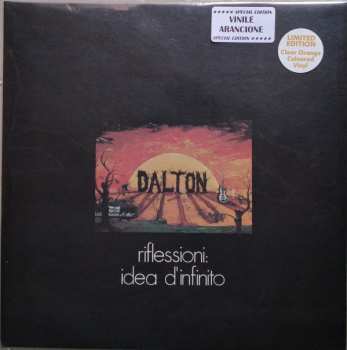 ★★★★★ SPECIAL EDITION
VINILE
ARANCIONE
SPECIAL EDITION ★★★★★
LIMITED
EDITION
Clear Orange
Coloured
Vinyl
DALTON
riflessioni:
idea d'infinito